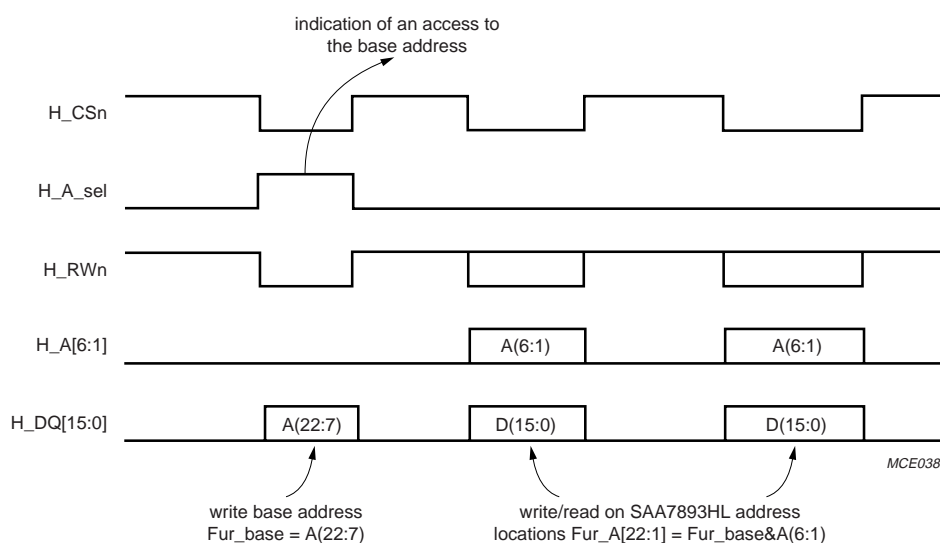 indication of an access to
the base address
H_CSn
H_A_sel
H_RWn
H_A[6:1]
A(6:1)
A(6:1)
H_DQ[15:0]
A(22:7)
D(15:0)
D(15:0)
MCE038
write base address
Fur_base = A(22:7)
write/read on SAA7893HL address
locations Fur_A[22:1] = Fur_base&A(6:1)